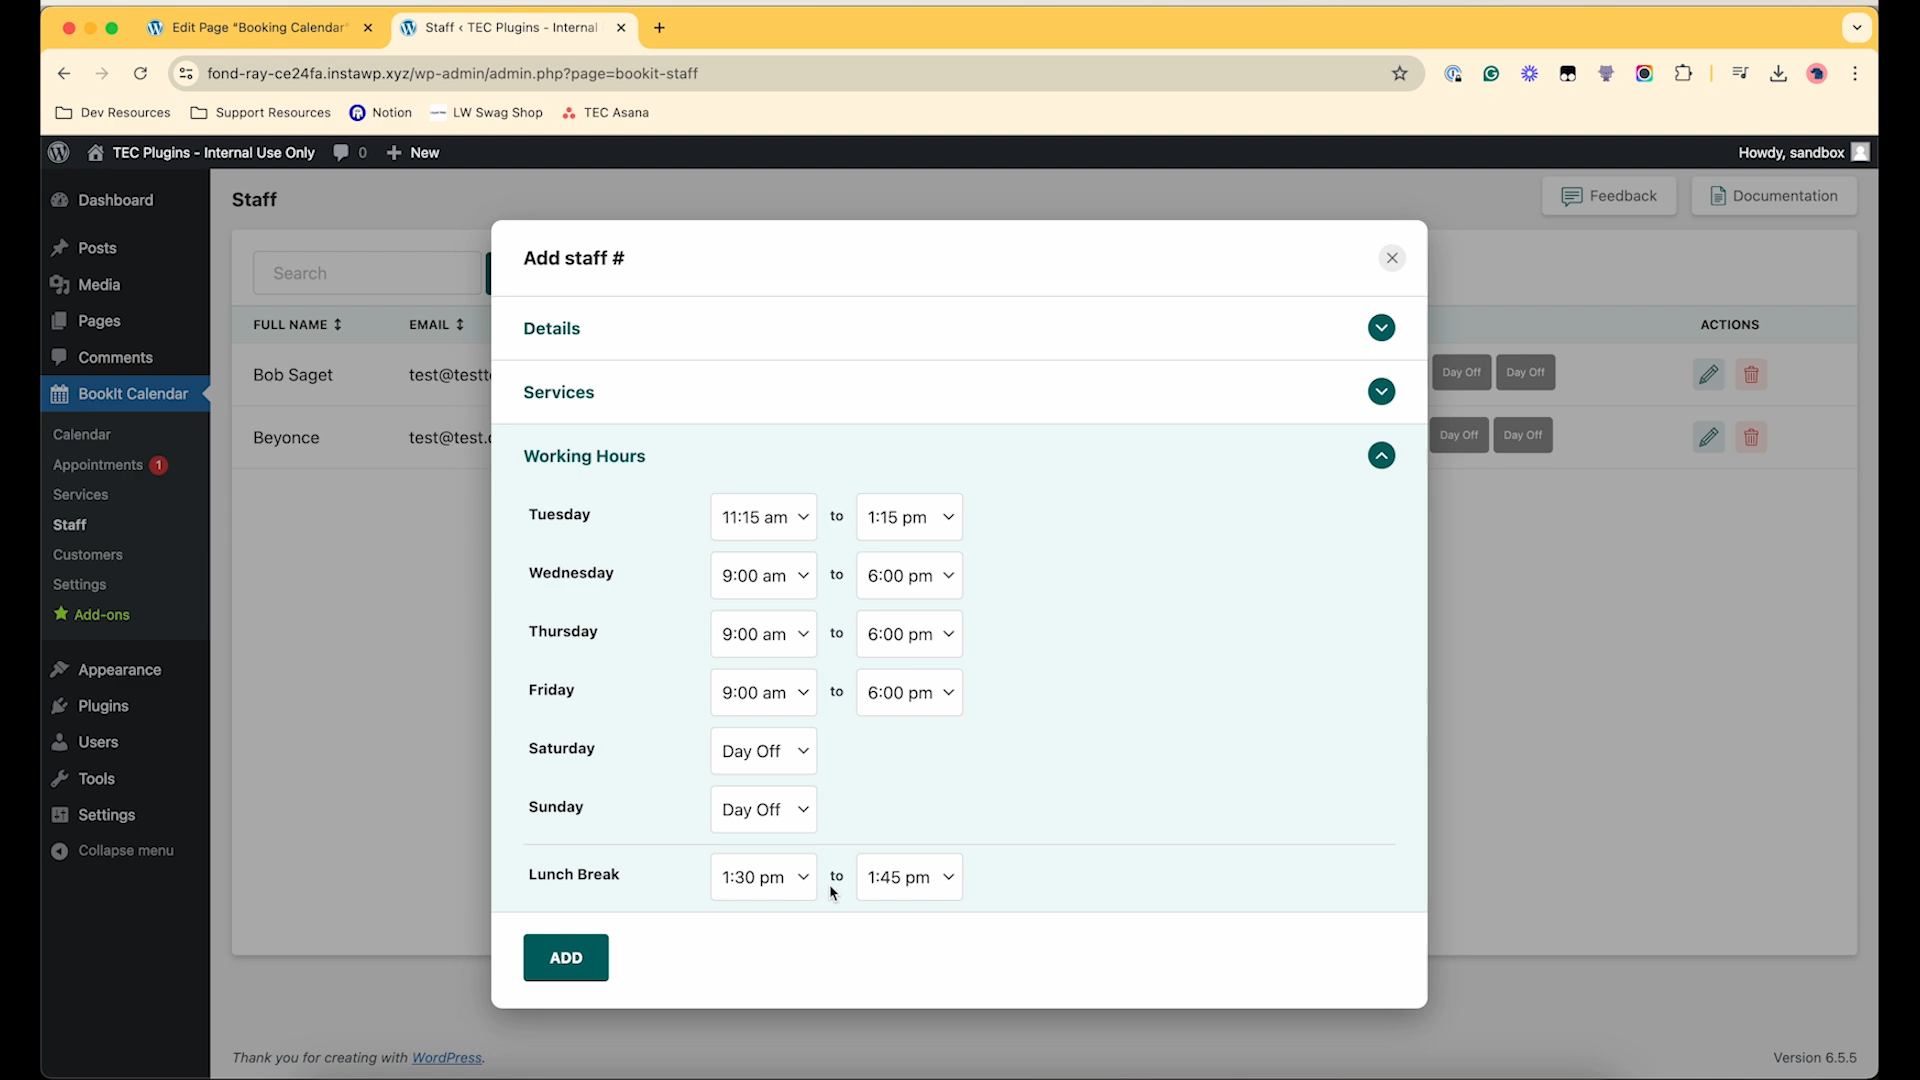 Edit Page "Booking Calendar"
Staff ‹ TEC Plugins - Internal
fond-ray-ce24fa.instawp.xyz/wp-admin/admin.php?page=bookit-staff
Dev Resources
Support Resources
Notion
LW Swag Shop
TEC Asana
TEC Plugins - Internal Use Only
0
New
Howdy, sandbox
Dashboard
Posts
Media
Pages
Comments
BookIt Calendar
Calendar
Appointments 1
Services
Staff
Customers
Settings
Add-ons
Appearance
Plugins
Users
Tools
Settings
Collapse menu
Staff
Feedback
Documentation
Search
FULL NAME
EMAIL
ACTIONS
Bob Saget
test@testt
Day Off
Day Off
Beyonce
test@test.
Day Off
Day Off
Add staff #
Details
Services
Working Hours
Tuesday 11:15 am to 1:15 pm
Wednesday 9:00 am to 6:00 pm
Thursday 9:00 am to 6:00 pm
Friday 9:00 am to 6:00 pm
Saturday Day Off
Sunday Day Off
Lunch Break 1:30 pm to 1:45 pm
ADD
Thank you for creating with WordPress.
Version 6.5.5